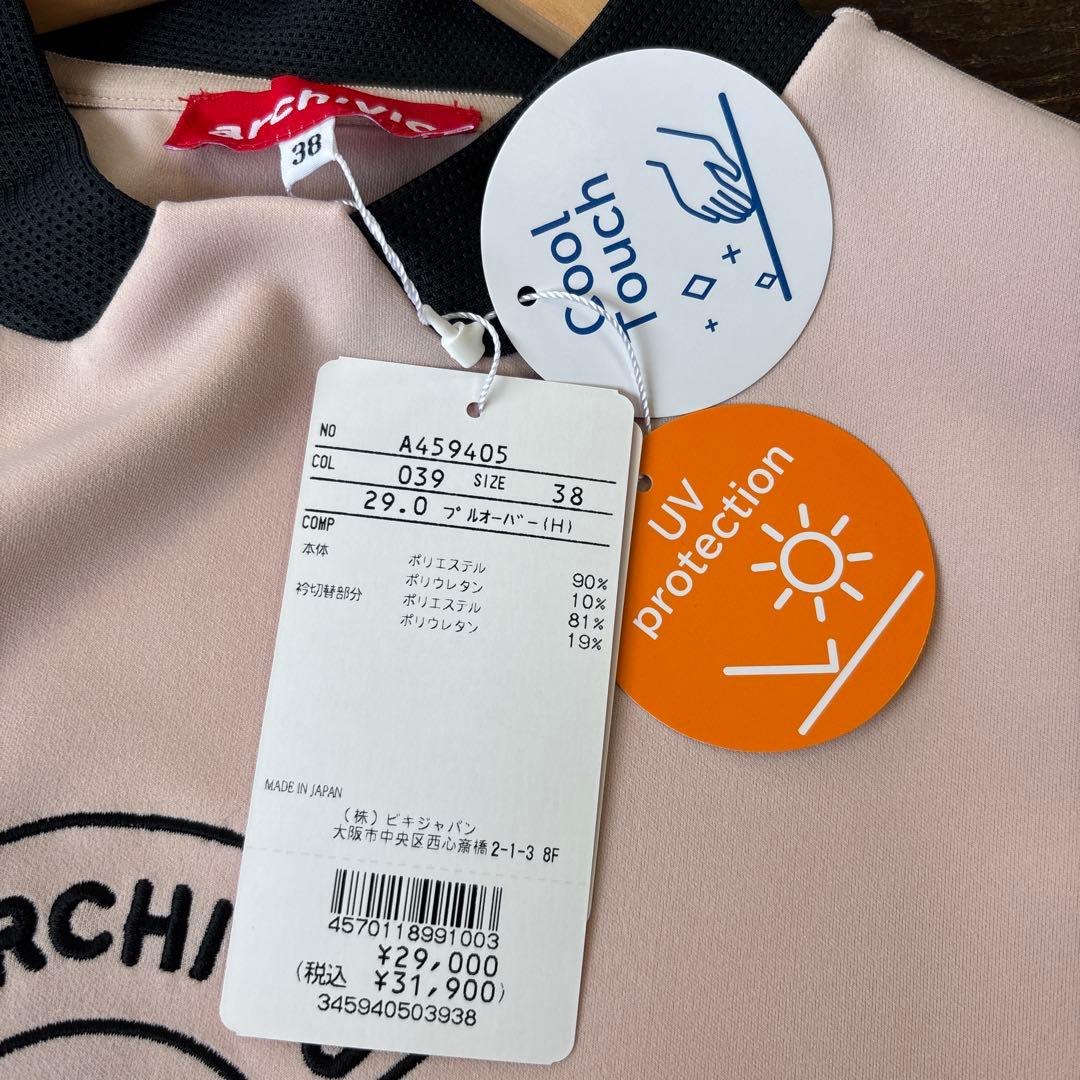 archivio
38
Cool
Touch
UV
protection
NO A459405
COL 039 SIZE 38
29.0 プルオーバー(H)
COMP
本体 ポリエステル 90%
ポリウレタン 10%
衿切替部分 ポリエステル 81%
ポリウレタン 19%
MADE IN JAPAN
(株)ビキジャパン
大阪市中央区西心斎橋2-1-3 8F
4570118991003
¥29,000
(税込 ¥31,900)
345940503938
ARCHI